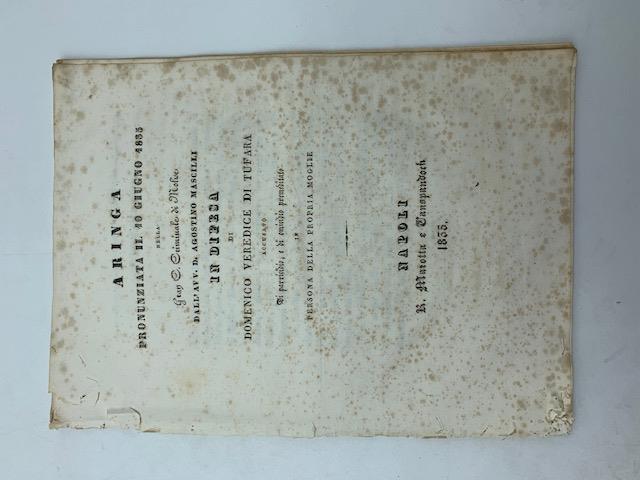 ARINGA
PRONUNZIATA IL 10 GIUGNO 1835
NELLA
Gran C. Criminale di Molise
DALL'AVV. D. AGOSTINO MASCILLI
IN DIFESA
DI
DOMENICO VEREDICE DI TUFARA
ACCUSATO
Di parricidio, e di omicidio premeditato
IN
PERSONA DELLA PROPRIA MOGLIE
NAPOLI
R. Marotta e Vanspandoch
1835.